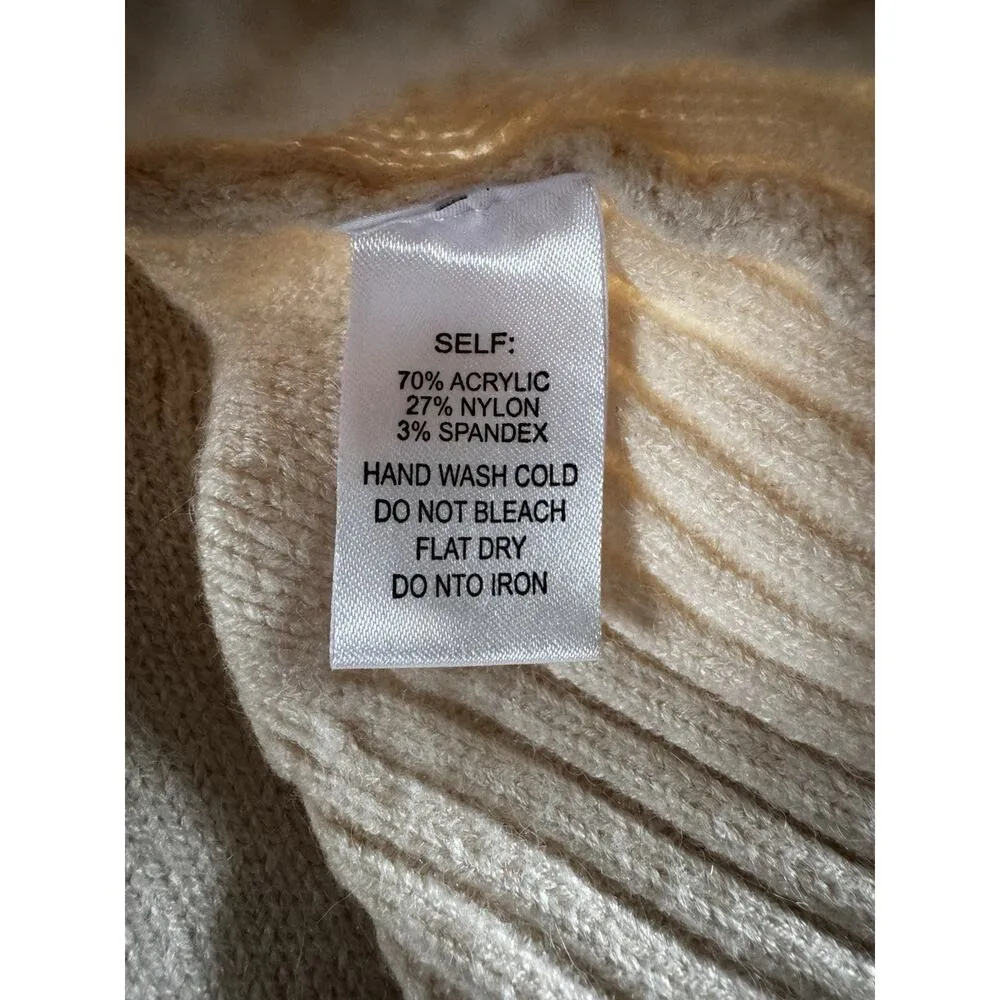 SELF:
70% ACRYLIC
27% NYLON
3% SPANDEX
HAND WASH COLD
DO NOT BLEACH
FLAT DRY
DO NTO IRON